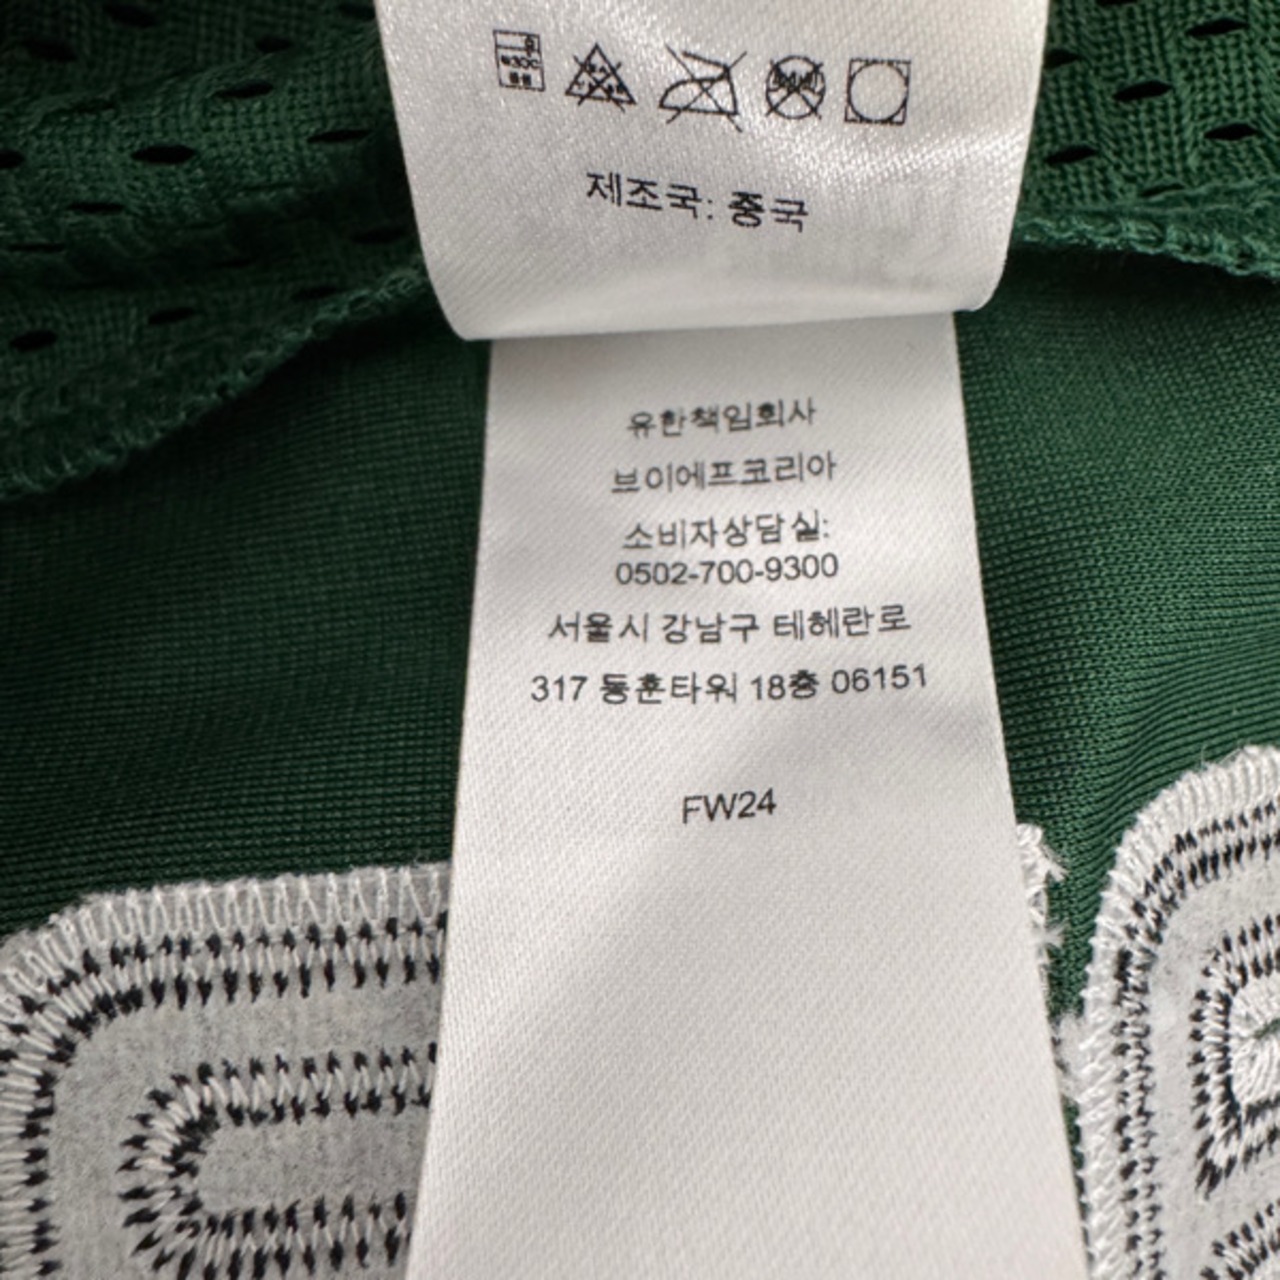 제조국: 중국
유한책임회사
브이에프코리아
소비자상담실:
0502-700-9300
서울시 강남구 테헤란로
317 동훈타워 18층 06151
FW24